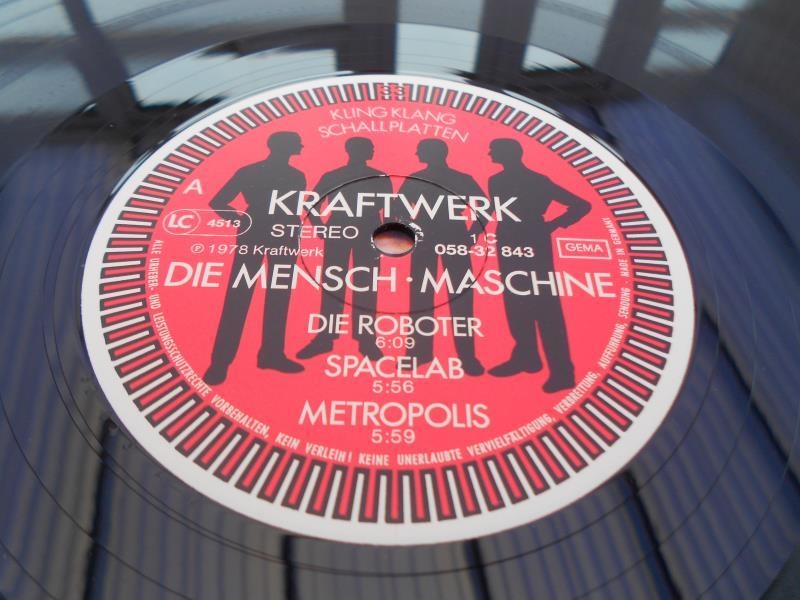 33
KLING KLANG
SCHALLPLATTEN
A
KRAFTWERK
LC 4513
STEREO
1C
058-32 843
GEMA
℗ 1978 Kraftwerk
DIE MENSCH·MASCHINE
DIE ROBOTER
6:09
SPACELAB
5:56
METROPOLIS
5:59
ALLE URHEBER- UND LEISTUNGSSCHUTZRECHTE VORBEHALTEN, KEIN VERLEIH! KEINE UNERLAUBTE VERVIELFÄLTIGUNG, VERBREITUNG, AUFFÜHRUNG, SENDUNG · MADE IN GERMANY